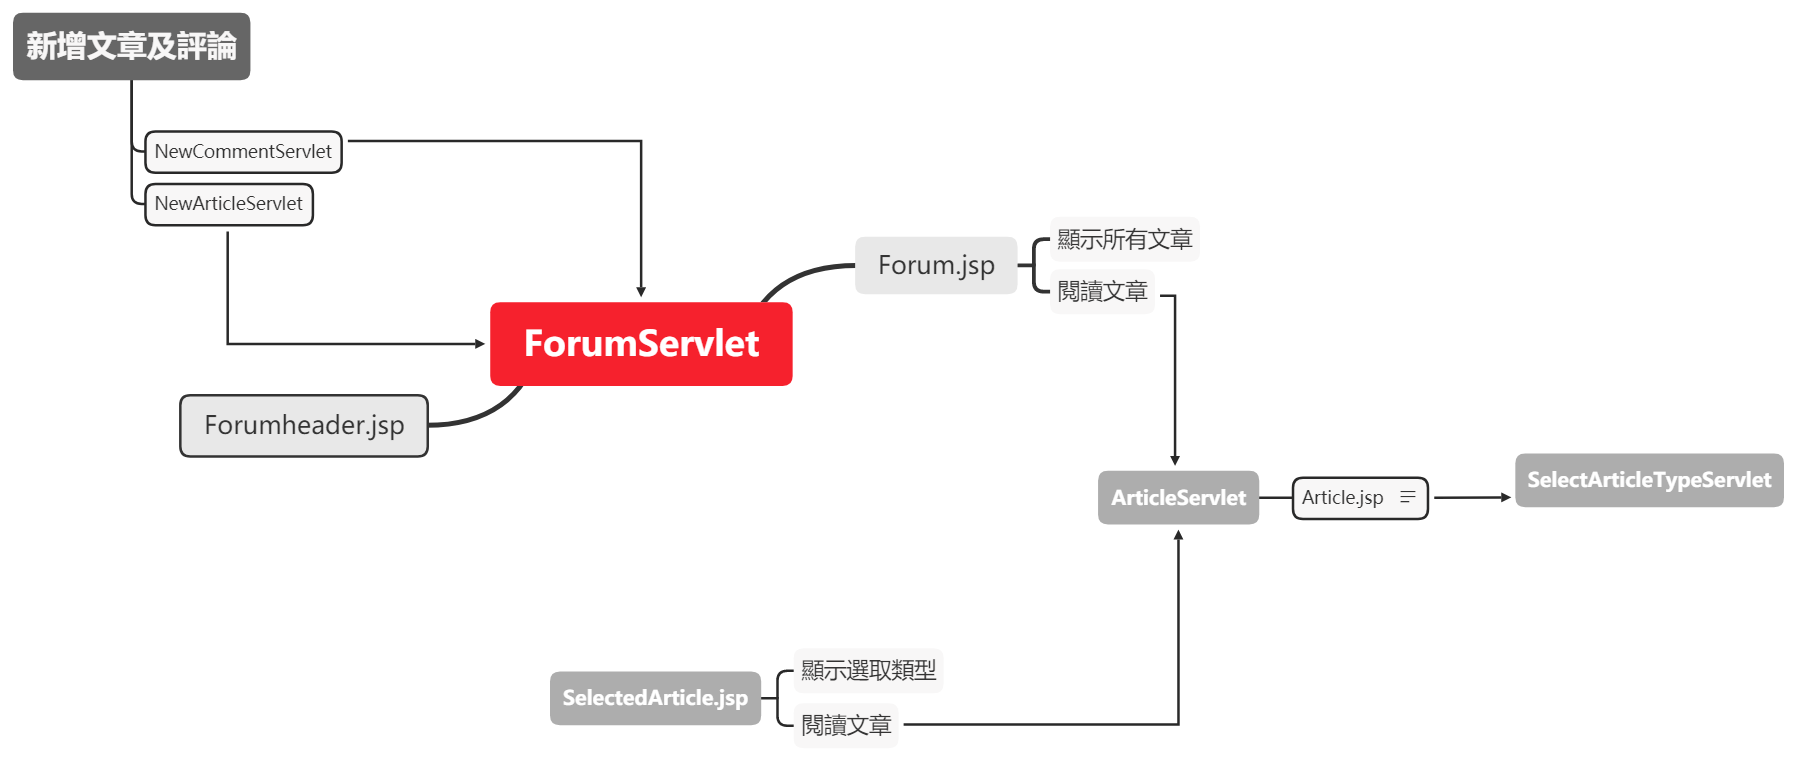 新增文章及評論
NewCommentServlet
NewArticleServlet
Forum.jsp
顯示所有文章
閱讀文章
ForumServlet
Forumheader.jsp
ArticleServlet
Article.jsp
SelectArticleTypeServlet
SelectedArticle.jsp
顯示選取類型
閱讀文章